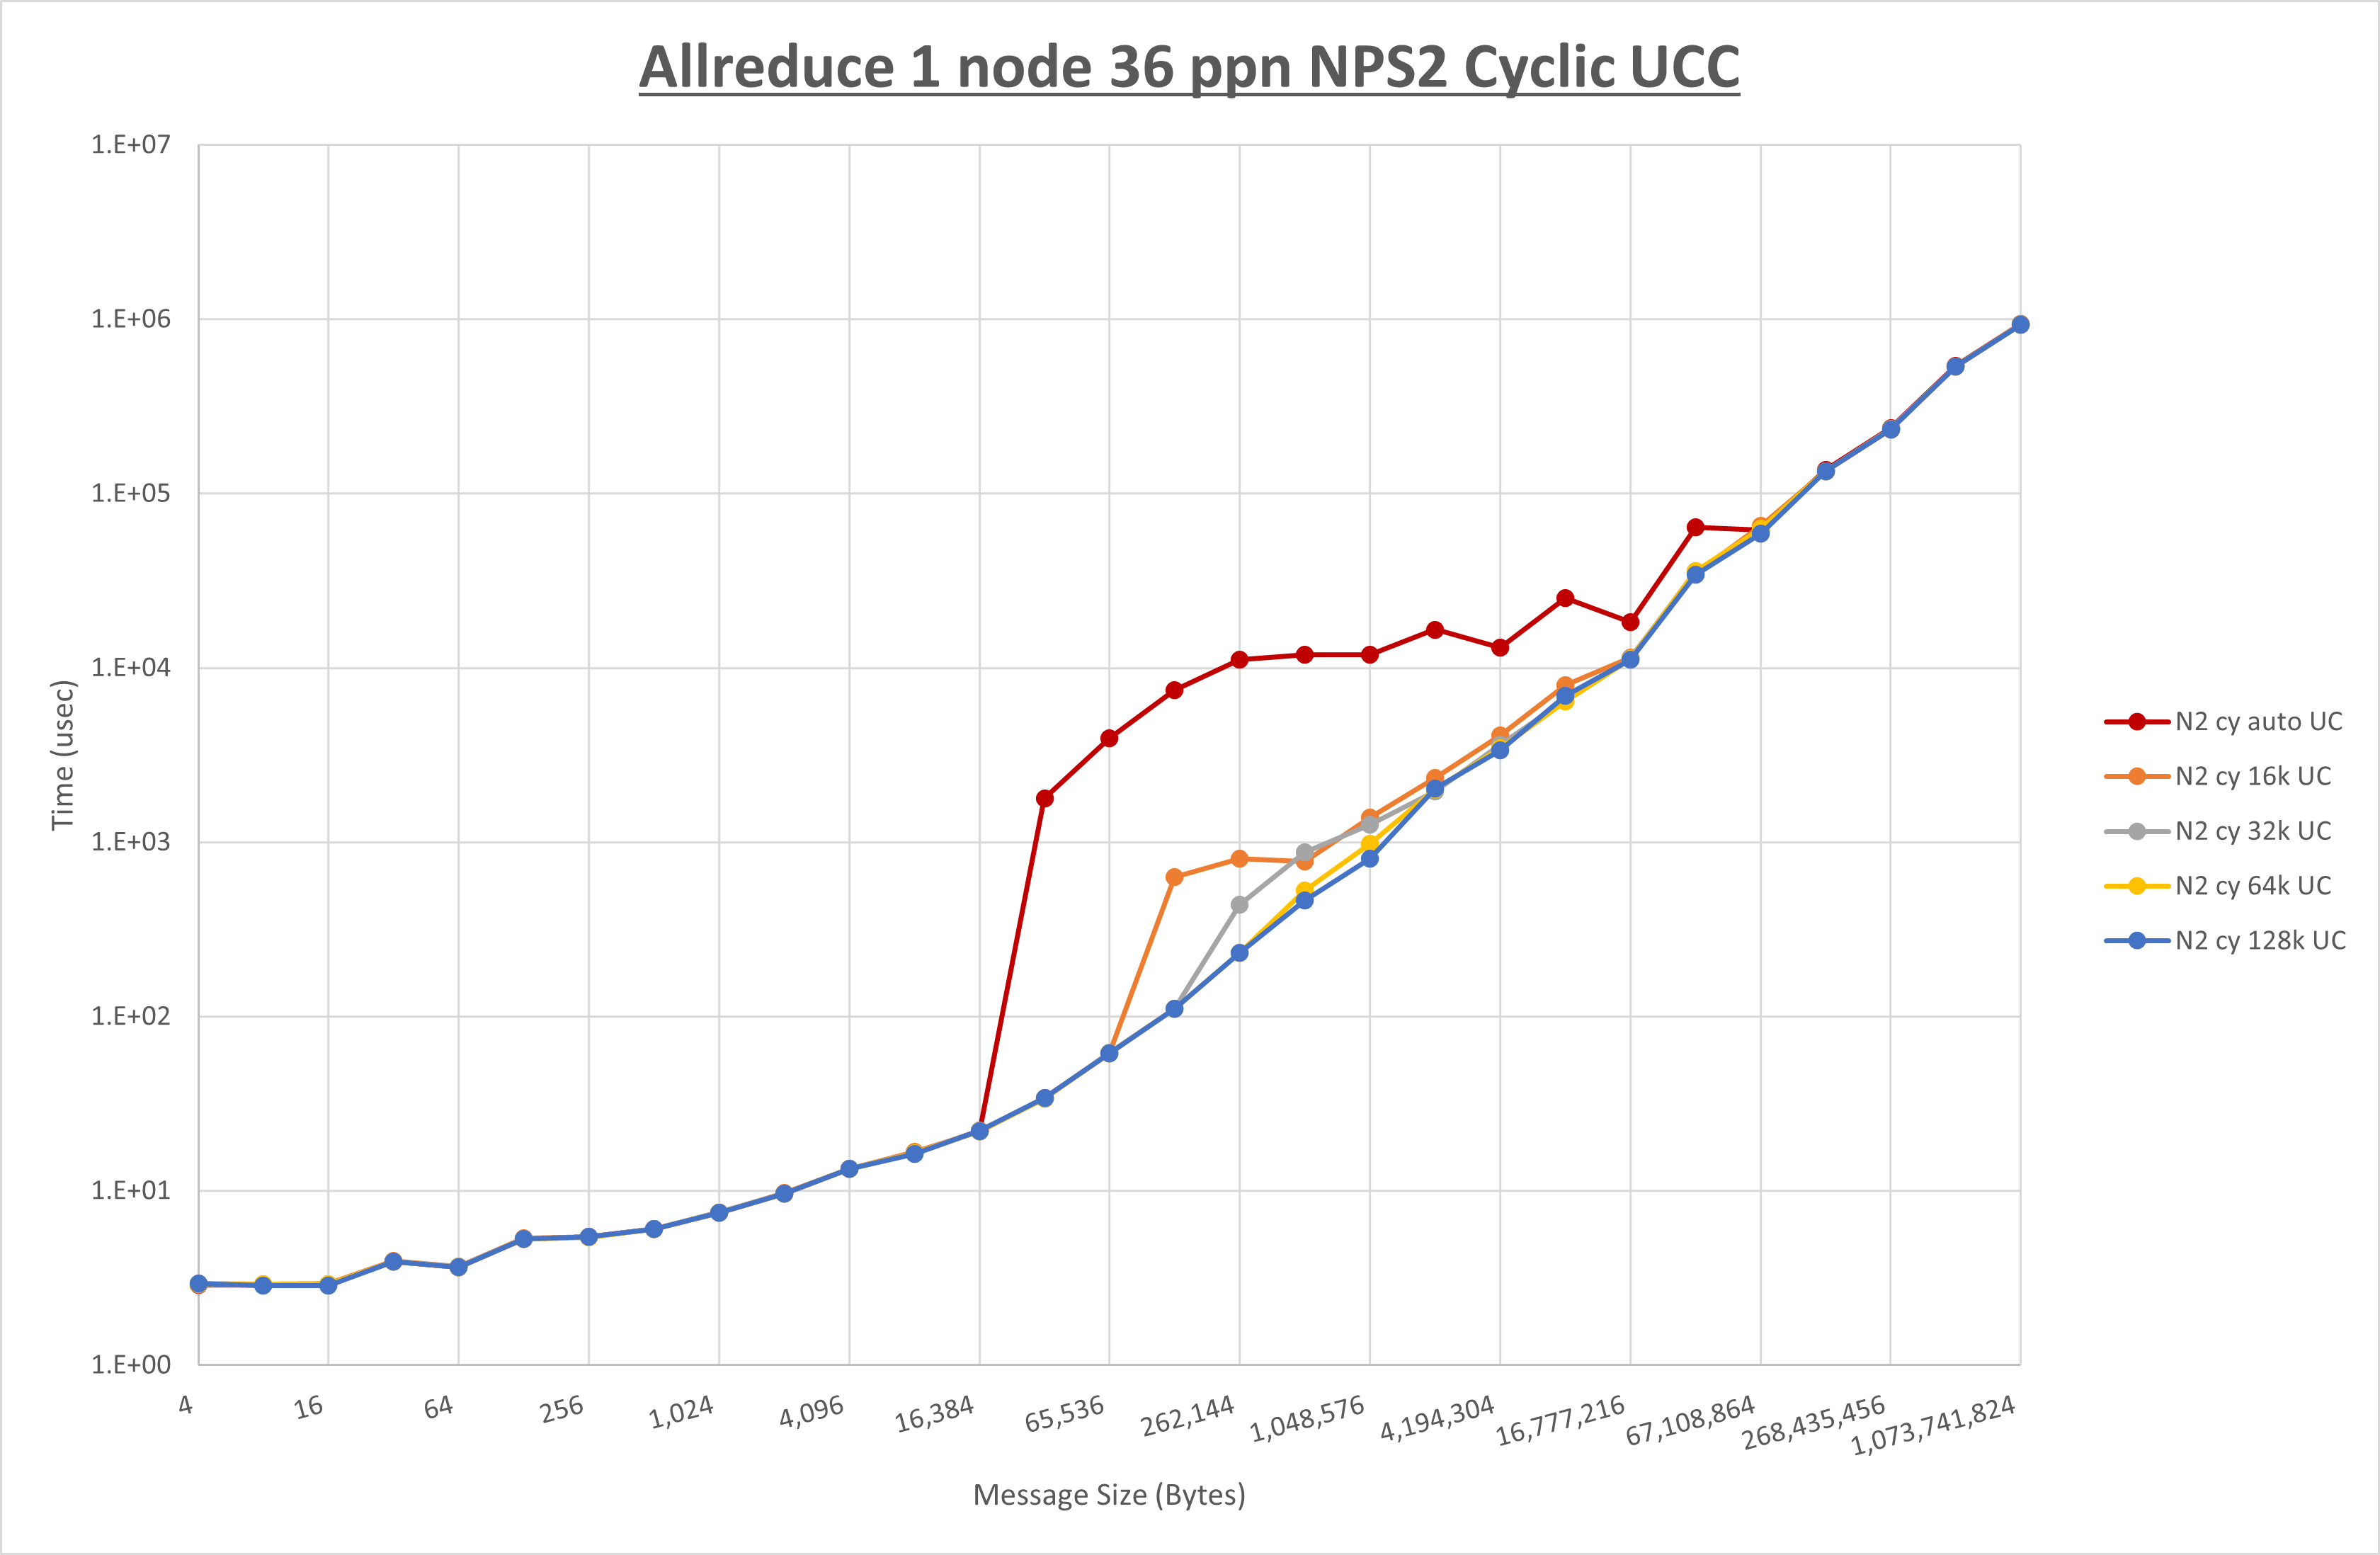 Allreduce 1 node 36 ppn NPS2 Cyclic UCC
1.E+07
1.E+06
1.E+05
1.E+04
1.E+03
1.E+02
1.E+01
1.E+00
Time (usec)
4
16
64
256
1,024
4,096
16,384
65,536
262,144
1,048,576
4,194,304
16,777,216
67,108,864
268,435,456
1,073,741,824
Message Size (Bytes)
N2 cy auto UC
N2 cy 16k UC
N2 cy 32k UC
N2 cy 64k UC
N2 cy 128k UC